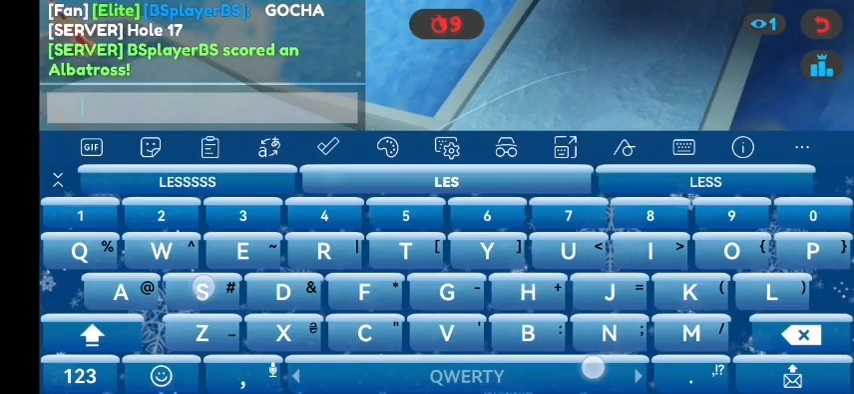 [Fan] [Elite] [BSplayerBS]: GOCHA
[SERVER] Hole 17
[SERVER] BSplayerBS scored an
Albatross!
9
1
GIF
LESSSSS LES LESS
1 2 3 4 5 6 7 8 9 0
Q % W ^ E ~ R | T [ Y ] U < I > O { P }
A @ S # D & F * G - H + J = K ( L )
Z _ X C " V ' B : N ; M /
123 , QWERTY . ,!?